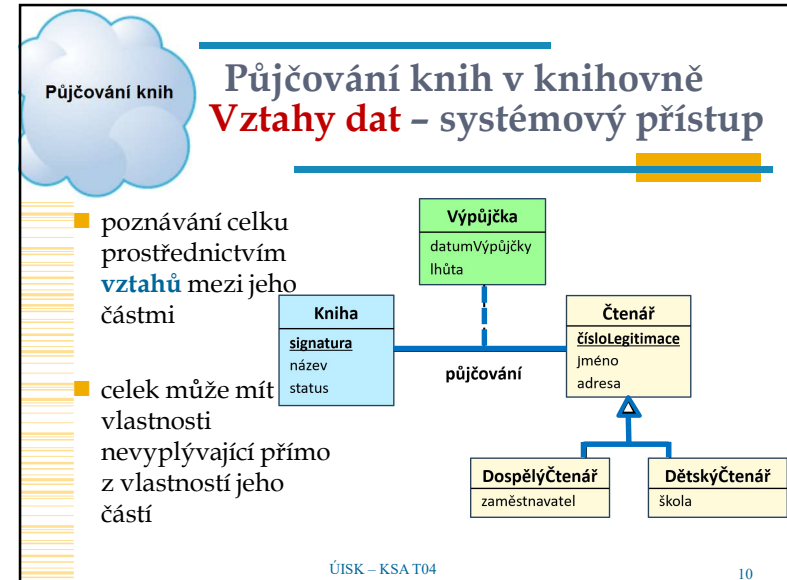 Půjčování knih
Půjčování knih v knihovně
Vztahy dat – systémový přístup
poznávání celku
prostřednictvím
vztahů mezi jeho
částmi
celek může mít
vlastnosti
nevyplývající přímo
z vlastností jeho
částí
Výpůjčka
datumVýpůjčky
lhůta
Kniha
signatura
název
status
půjčování
Čtenář
čísloLegitimace
jméno
adresa
DospělýČtenář
zaměstnavatel
DětskýČtenář
škola
ÚISK – KSA T04
10